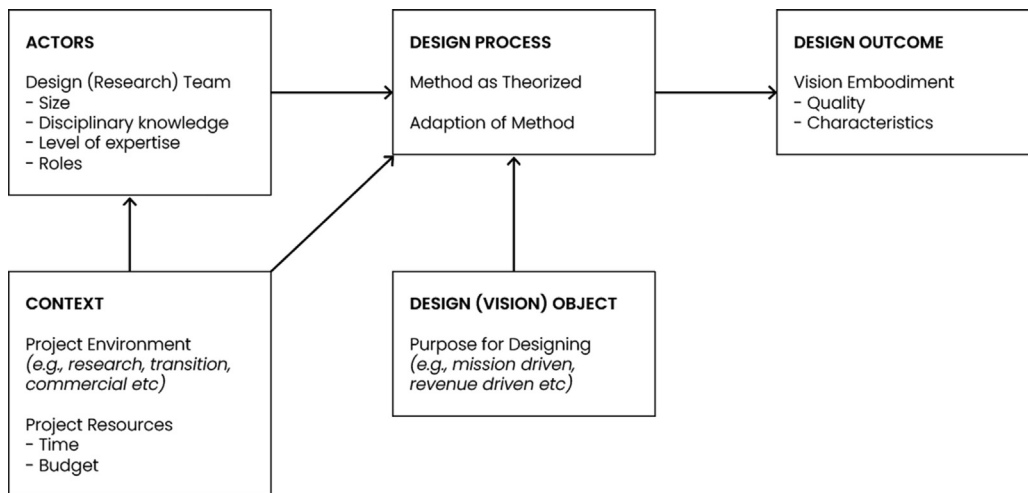 ACTORS
Design (Research) Team
- Size
- Disciplinary knowledge
- Level of expertise
- Roles
DESIGN PROCESS
Method as Theorized
Adaption of Method
DESIGN OUTCOME
Vision Embodiment
- Quality
- Characteristics
CONTEXT
Project Environment
(e.g., research, transition,
commercial etc)
Project Resources
- Time
- Budget
DESIGN (VISION) OBJECT
Purpose for Designing
(e.g., mission driven,
revenue driven etc)